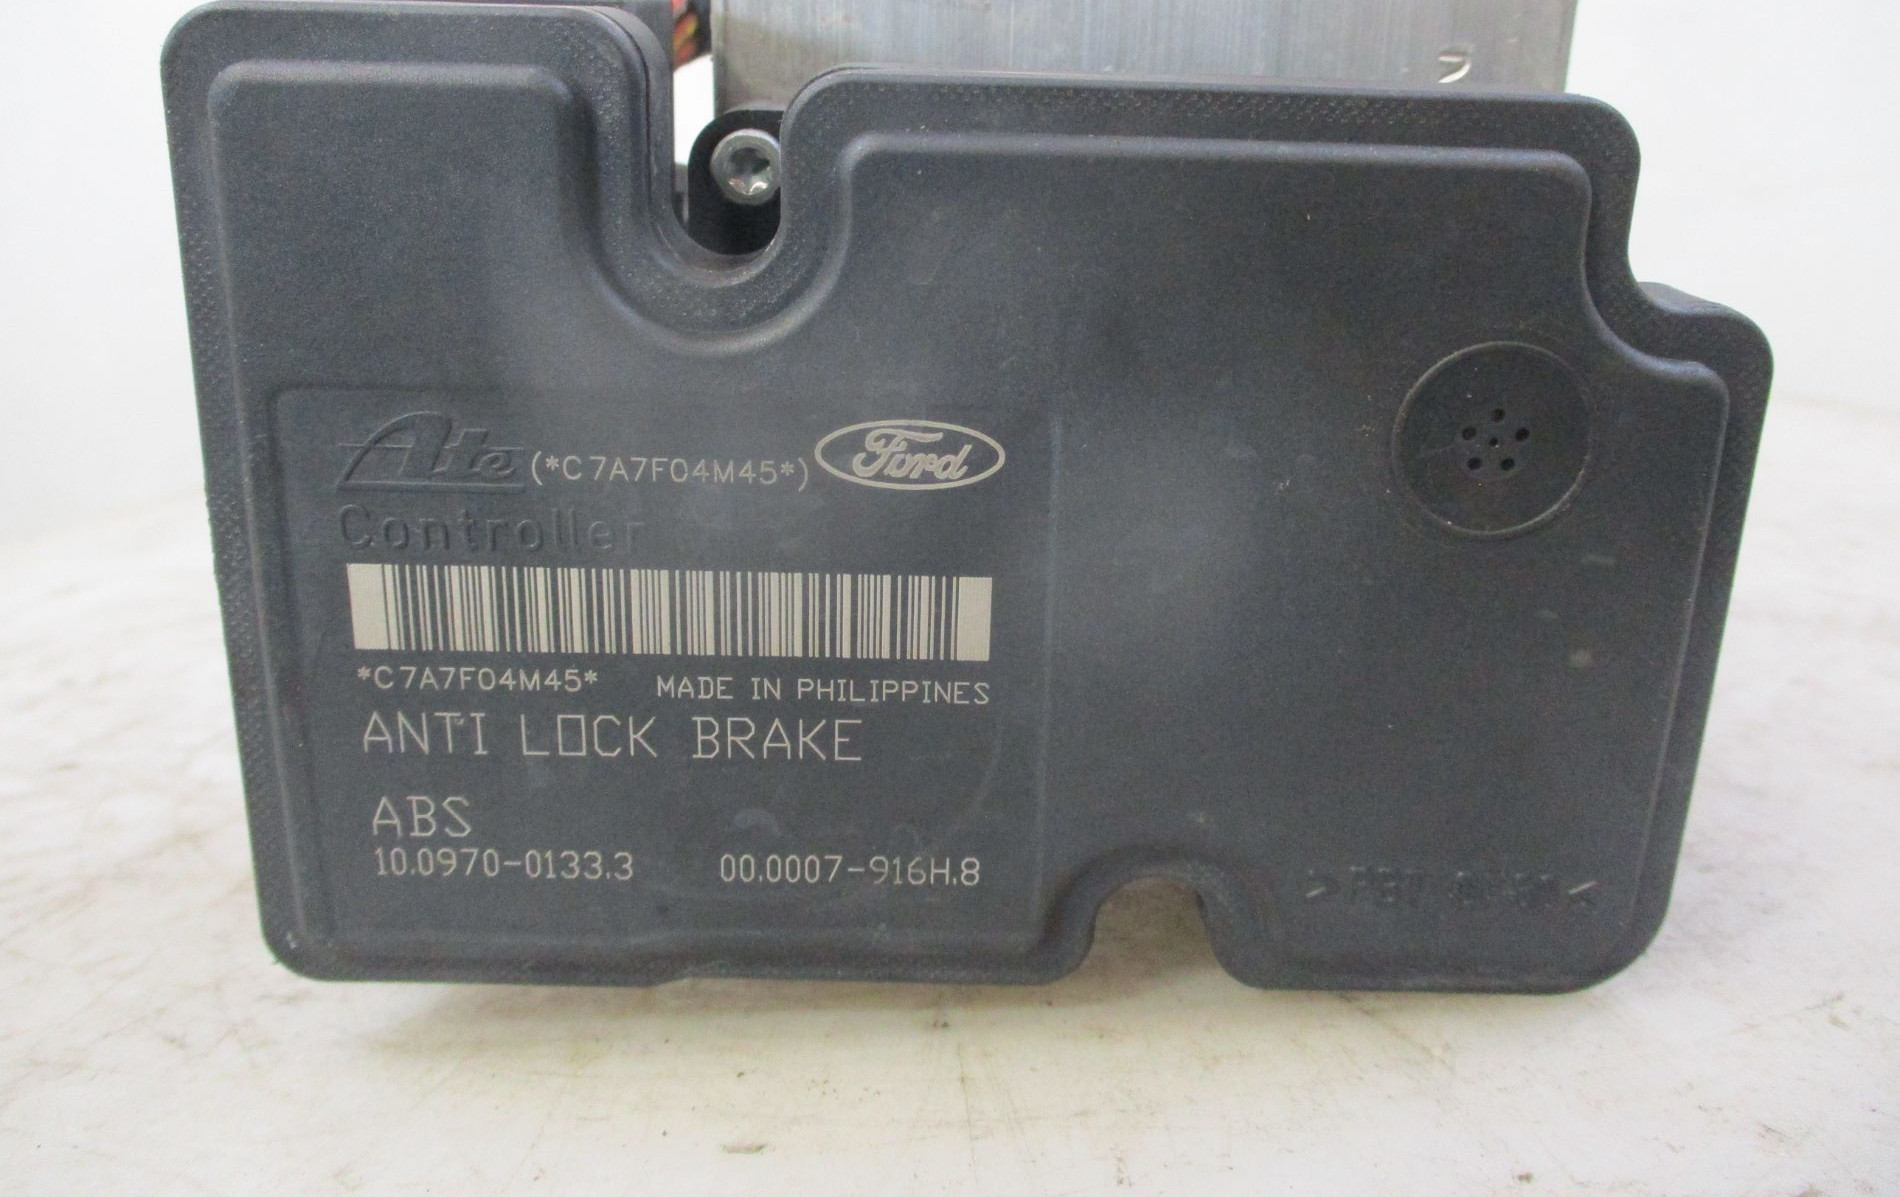 Ate (*C7A7F04M45*) Ford
Controller
*C7A7F04M45* MADE IN PHILIPPINES
ANTI LOCK BRAKE
ABS
10.0970-0133.3 00.0007-916H.8